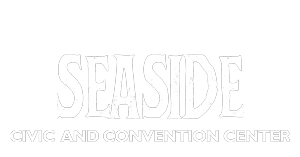 SEASIDE
CIVIC AND CONVENTION CENTER